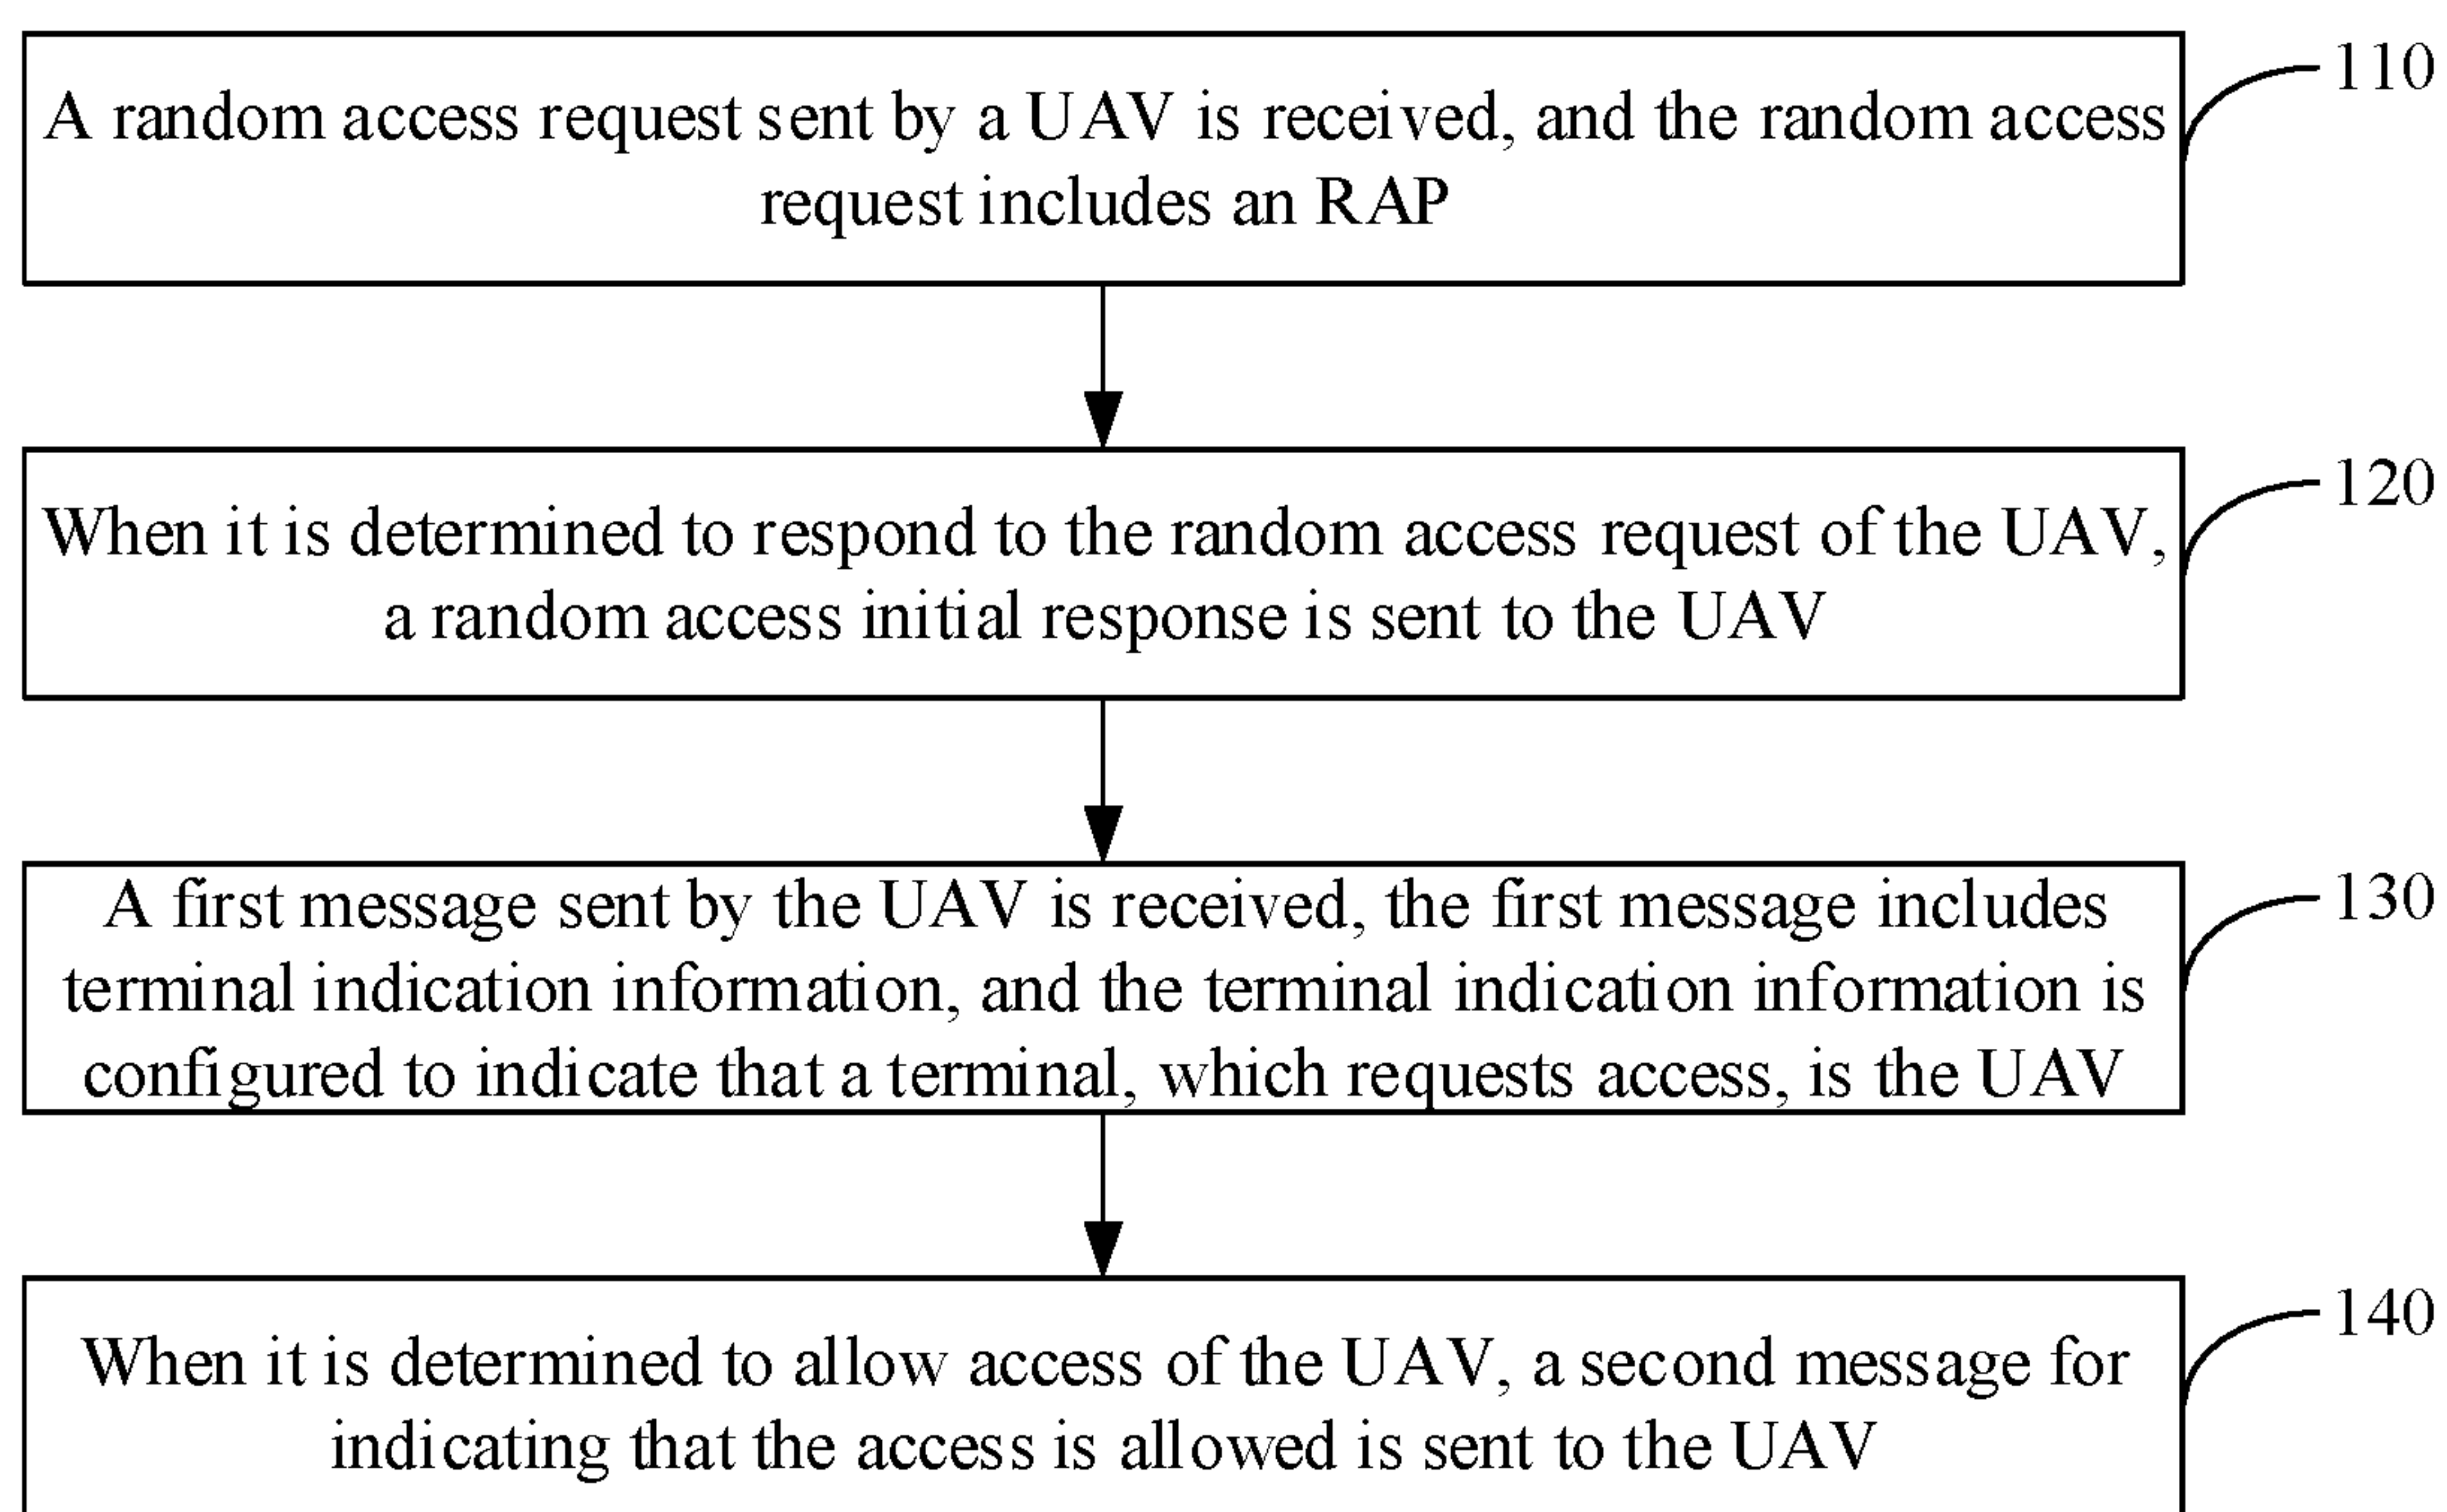 A random access request sent by a UAV is received, and the random access
request includes an RAP
110
When it is determined to respond to the random access request of the UAV,
a random access initial response is sent to the UAV
120
A first message sent by the UAV is received, the first message includes
terminal indication information, and the terminal indication information is
configured to indicate that a terminal, which requests access, is the UAV
130
When it is determined to allow access of the UAV, a second message for
indicating that the access is allowed is sent to the UAV
140